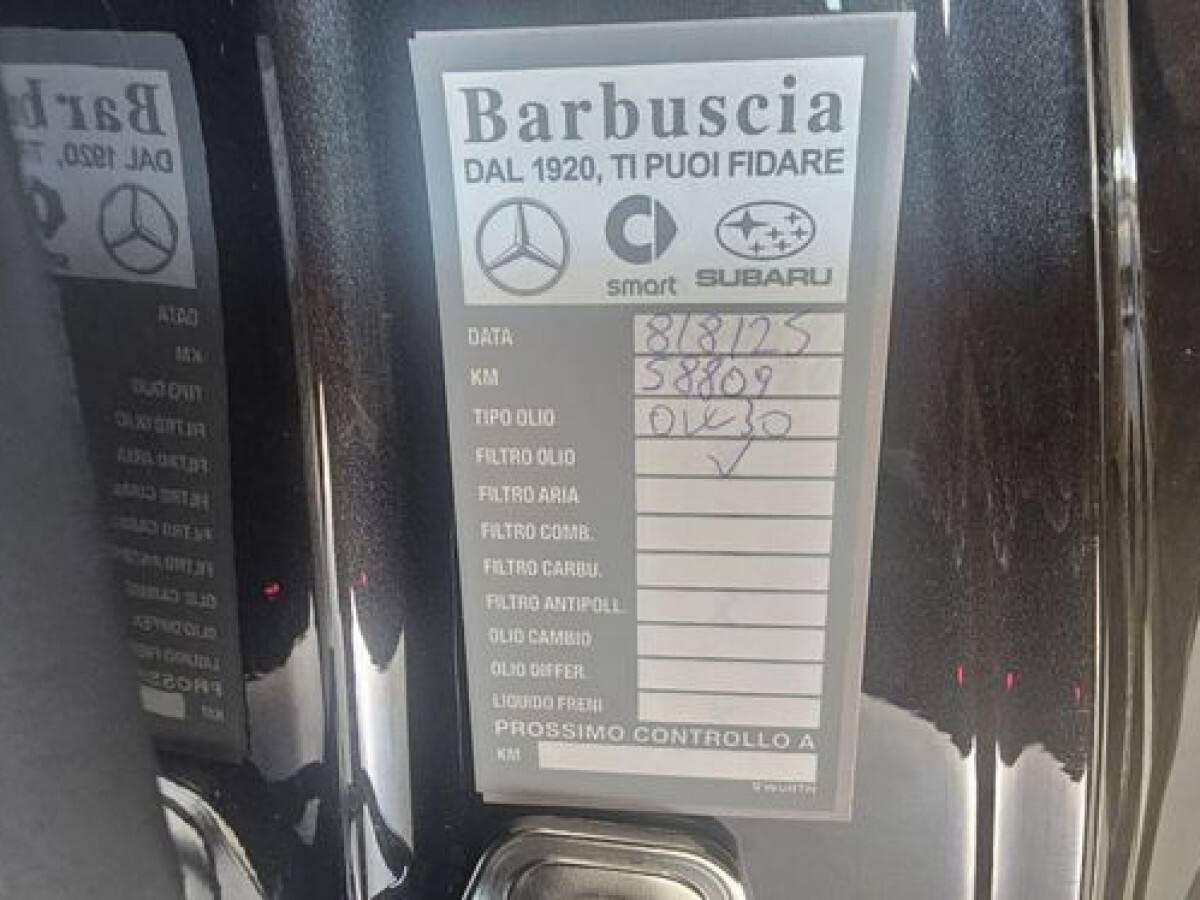 Barbuscia
DAL 1920, TI PUOI FIDARE
smart SUBARU
DATA 8/8/25
KM 58809
TIPO OLIO 0W30
FILTRO OLIO ✓
FILTRO ARIA
FILTRO COMB.
FILTRO CARBU.
FILTRO ANTIPOLL.
OLIO CAMBIO
OLIO DIFFER.
LIQUIDO FRENI
PROSSIMO CONTROLLO A
KM
WÜRTH